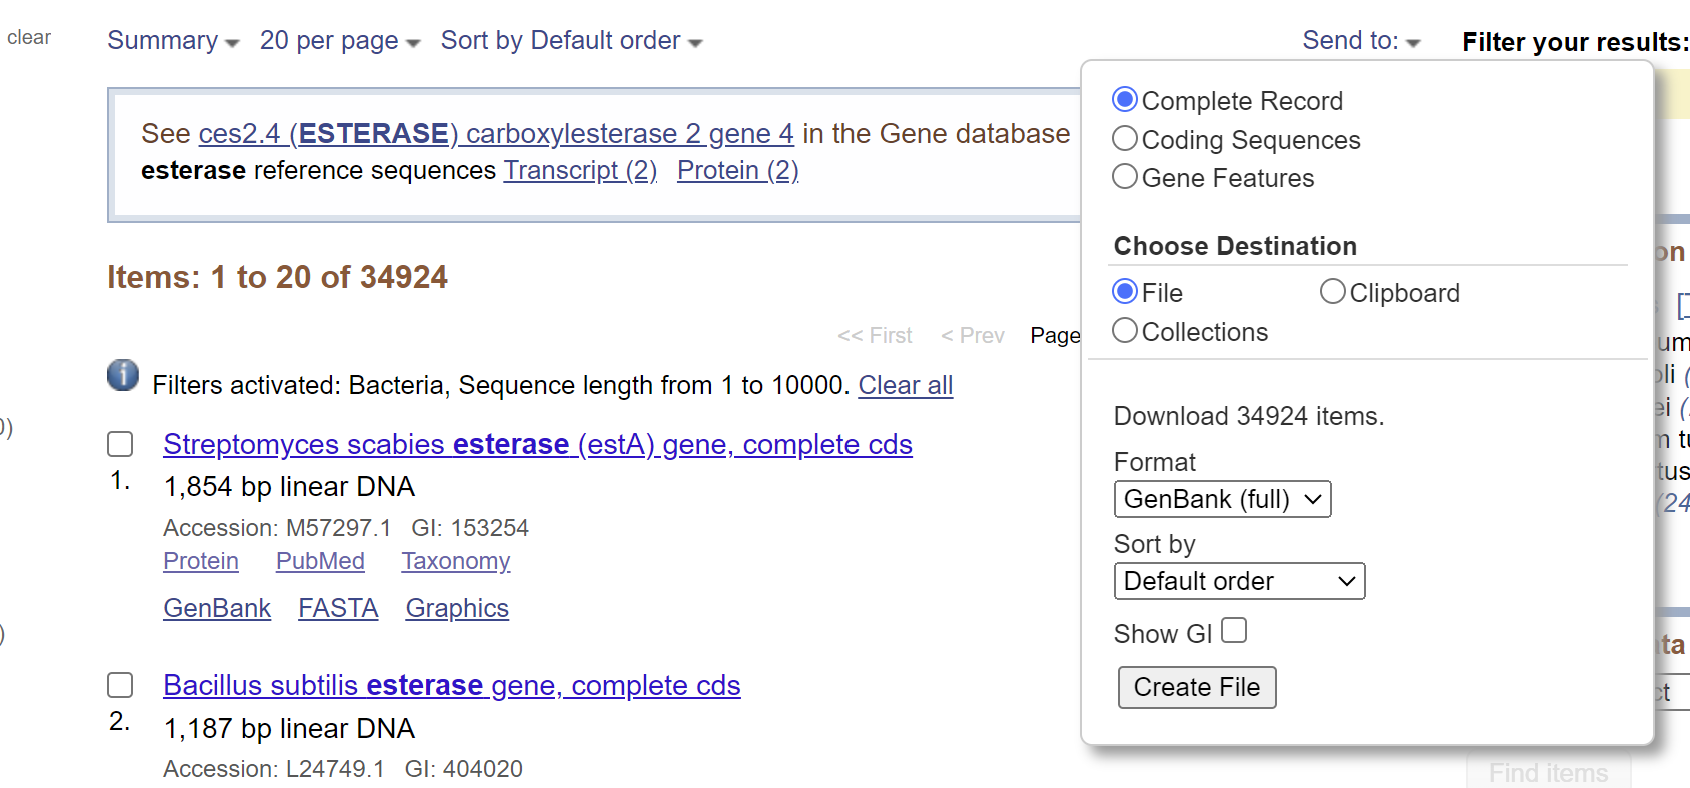 clear
Summary 20 per page Sort by Default order Send to: Filter your results:
Complete Record
Coding Sequences
Gene Features
Choose Destination
File Clipboard
Collections
Download 34924 items.
Format
GenBank (full)
Sort by
Default order
Show GI
Create File
See ces2.4 (ESTERASE) carboxylesterase 2 gene 4 in the Gene database
esterase reference sequences Transcript (2) Protein (2)
Items: 1 to 20 of 34924
<< First < Prev Page
Filters activated: Bacteria, Sequence length from 1 to 10000. Clear all
Streptomyces scabies esterase (estA) gene, complete cds
1. 1,854 bp linear DNA
Accession: M57297.1 GI: 153254
Protein PubMed Taxonomy
GenBank FASTA Graphics
Bacillus subtilis esterase gene, complete cds
2. 1,187 bp linear DNA
Accession: L24749.1 GI: 404020
Find items